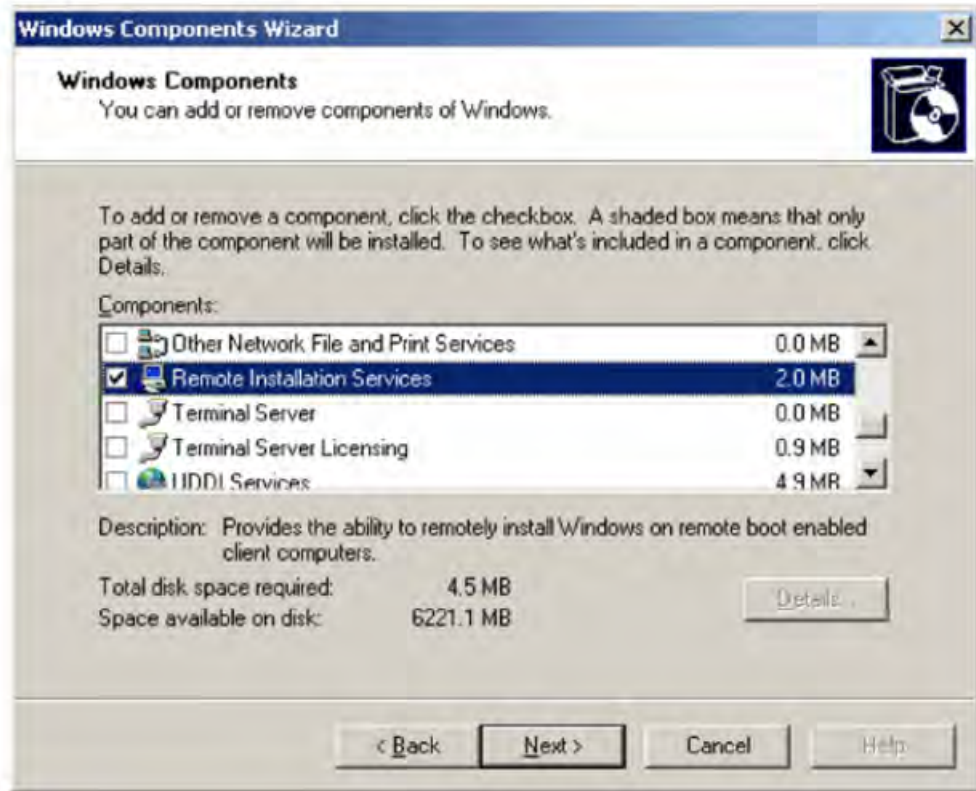 Windows Components Wizard
Windows Components
You can add or remove components of Windows.
To add or remove a component, click the checkbox. A shaded box means that only
part of the component will be installed. To see what's included in a component, click
Details.
Components:
Other Network File and Print Services 0.0 MB
Remote Installation Services 2.0 MB
Terminal Server 0.0 MB
Terminal Server Licensing 0.9 MB
UDDI Services 4.9 MB
Description: Provides the ability to remotely install Windows on remote boot enabled
client computers.
Total disk space required: 4.5 MB
Space available on disk: 6221.1 MB
Details...
< Back Next > Cancel Help